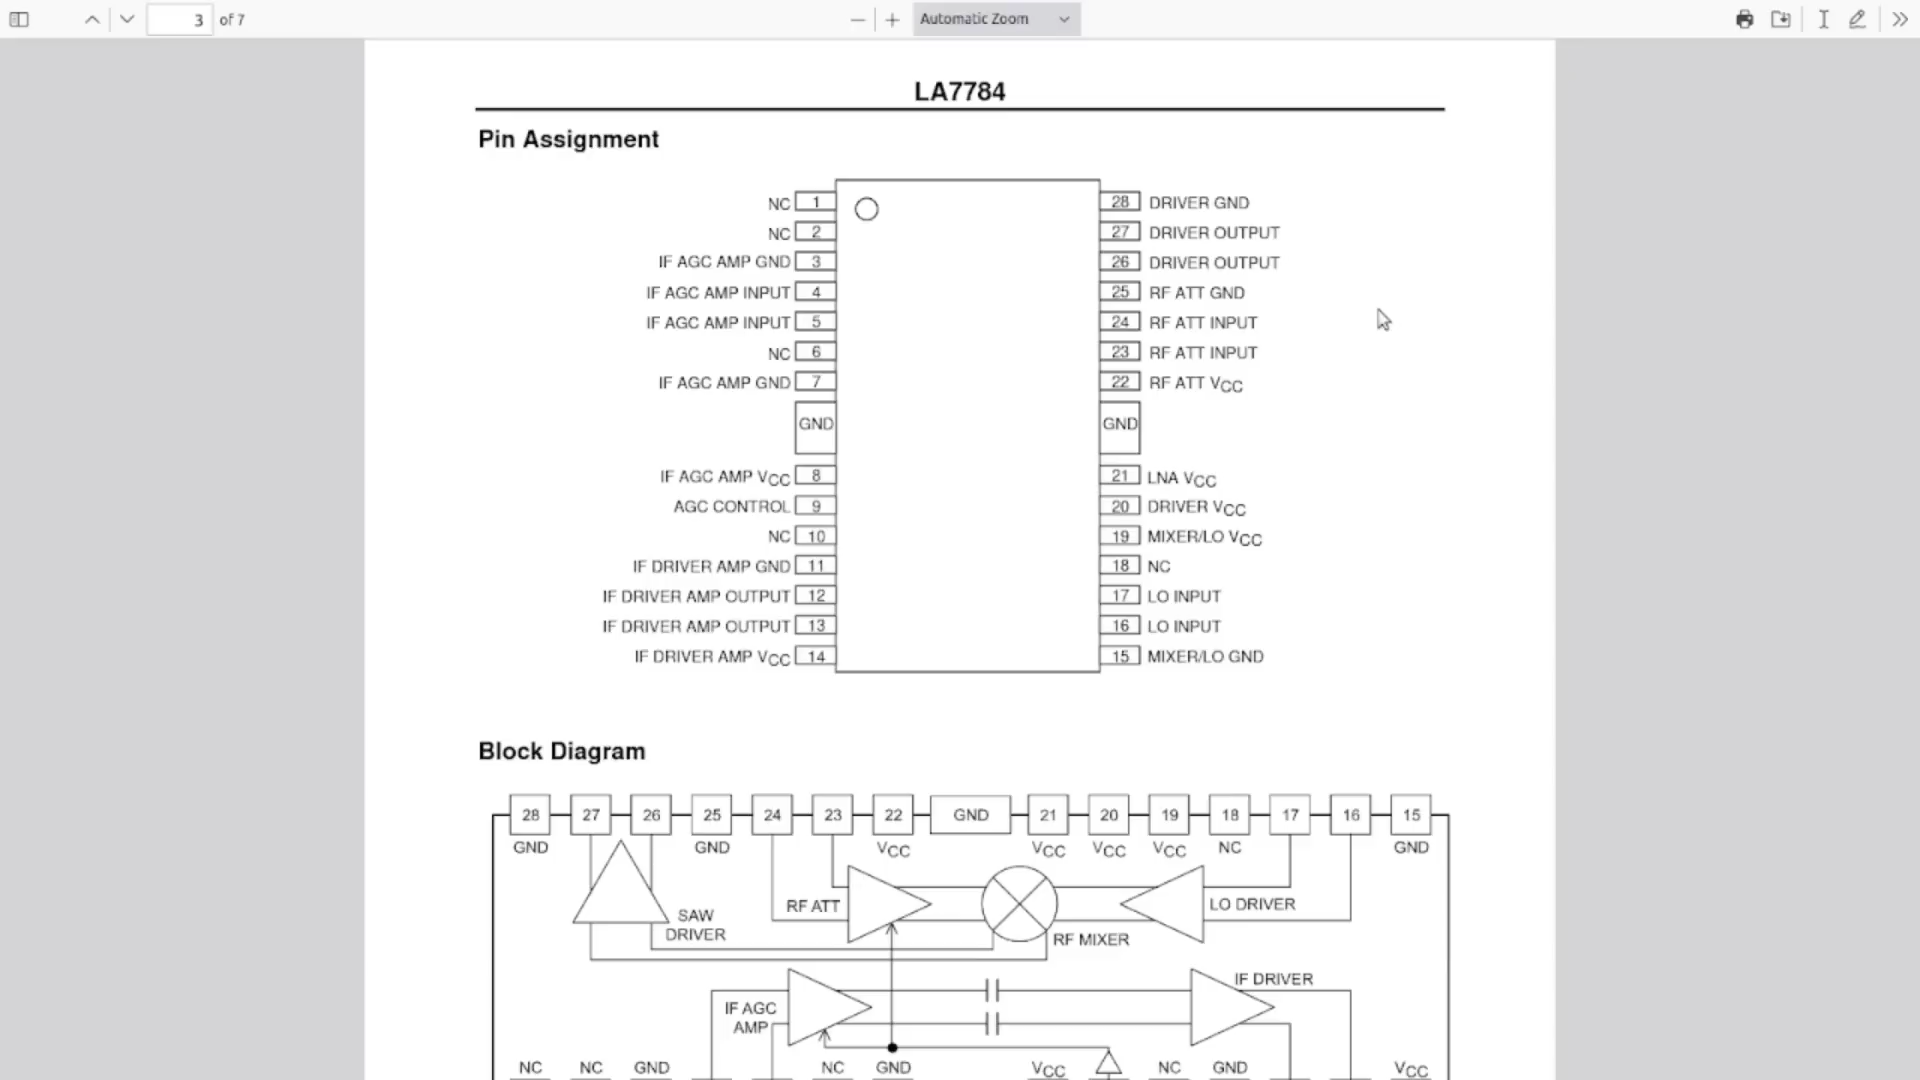 3 of 7 Automatic Zoom
LA7784
Pin Assignment
NC 1 28 DRIVER GND
NC 2 27 DRIVER OUTPUT
IF AGC AMP GND 3 26 DRIVER OUTPUT
IF AGC AMP INPUT 4 25 RF ATT GND
IF AGC AMP INPUT 5 24 RF ATT INPUT
NC 6 23 RF ATT INPUT
IF AGC AMP GND 7 22 RF ATT VCC
GND GND
IF AGC AMP VCC 8 21 LNA VCC
AGC CONTROL 9 20 DRIVER VCC
NC 10 19 MIXER/LO VCC
IF DRIVER AMP GND 11 18 NC
IF DRIVER AMP OUTPUT 12 17 LO INPUT
IF DRIVER AMP OUTPUT 13 16 LO INPUT
IF DRIVER AMP VCC 14 15 MIXER/LO GND
Block Diagram
28 27 26 25 24 23 22 GND 21 20 19 18 17 16 15
GND GND VCC VCC VCC VCC NC GND
RF ATT LO DRIVER
SAW
DRIVER
RF MIXER
IF DRIVER
IF AGC
AMP
NC NC GND NC GND VCC NC GND VCC